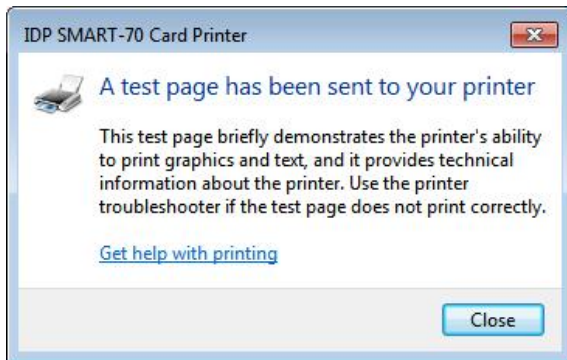 IDP SMART-70 Card Printer
A test page has been sent to your printer
This test page briefly demonstrates the printer's ability
to print graphics and text, and it provides technical
information about the printer. Use the printer
troubleshooter if the test page does not print correctly.
Get help with printing
Close